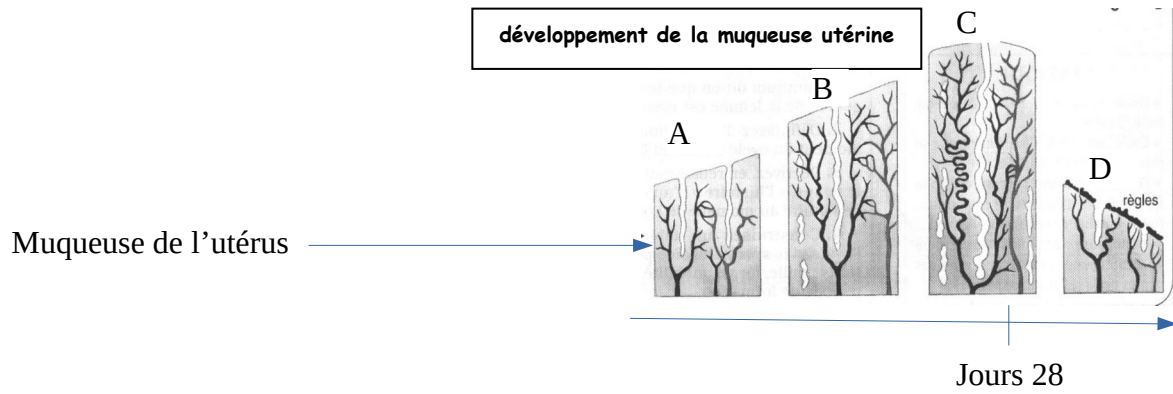 développement de la muqueuse utérine
C
B
A
D
règles
Muqueuse de l’utérus
Jours 28